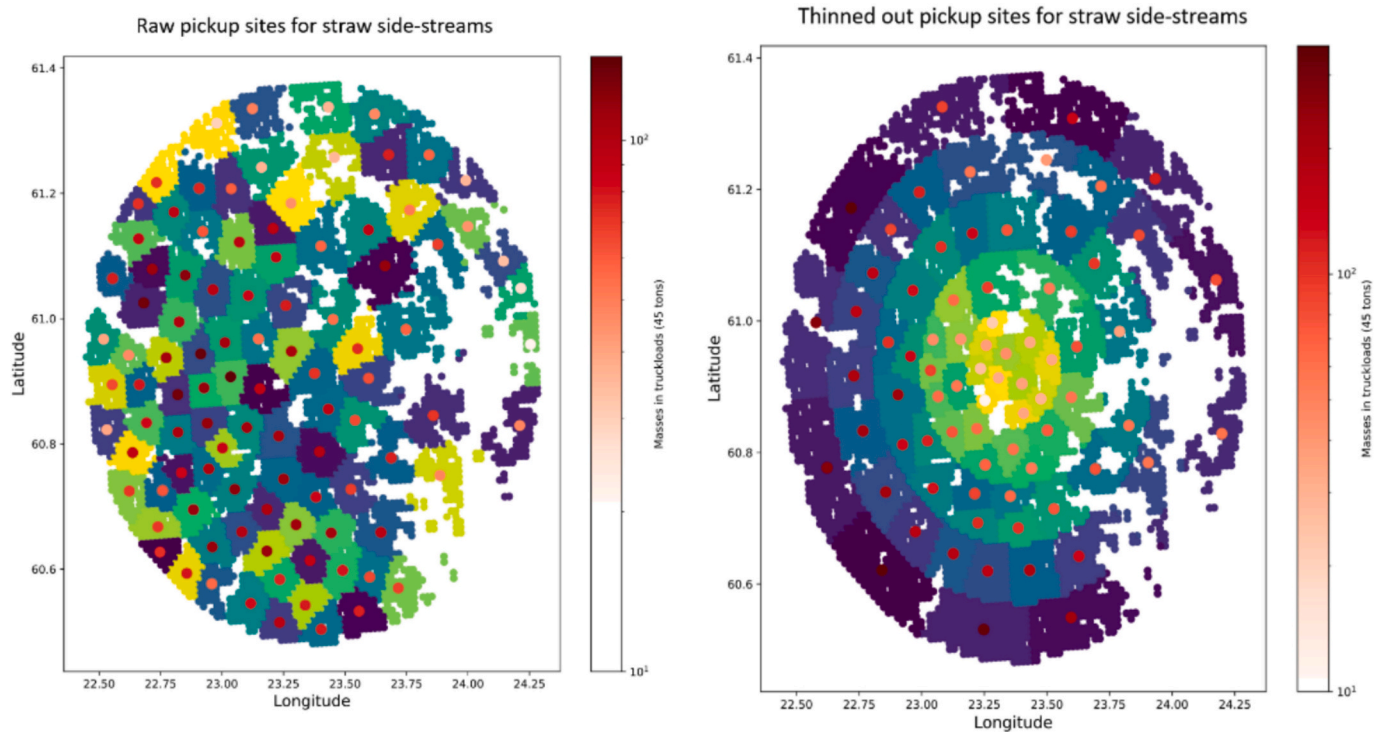 Raw pickup sites for straw side-streams
61.4
61.2
61.0
60.8
60.6
Latitude
22.50 22.75 23.00 23.25 23.50 23.75 24.00 24.25
Longitude
10²
10¹
Masses in truckloads (45 tons)
Thinned out pickup sites for straw side-streams
61.4
61.2
61.0
60.8
60.6
Latitude
22.50 22.75 23.00 23.25 23.50 23.75 24.00 24.25
Longitude
10²
10¹
Masses in truckloads (45 tons)